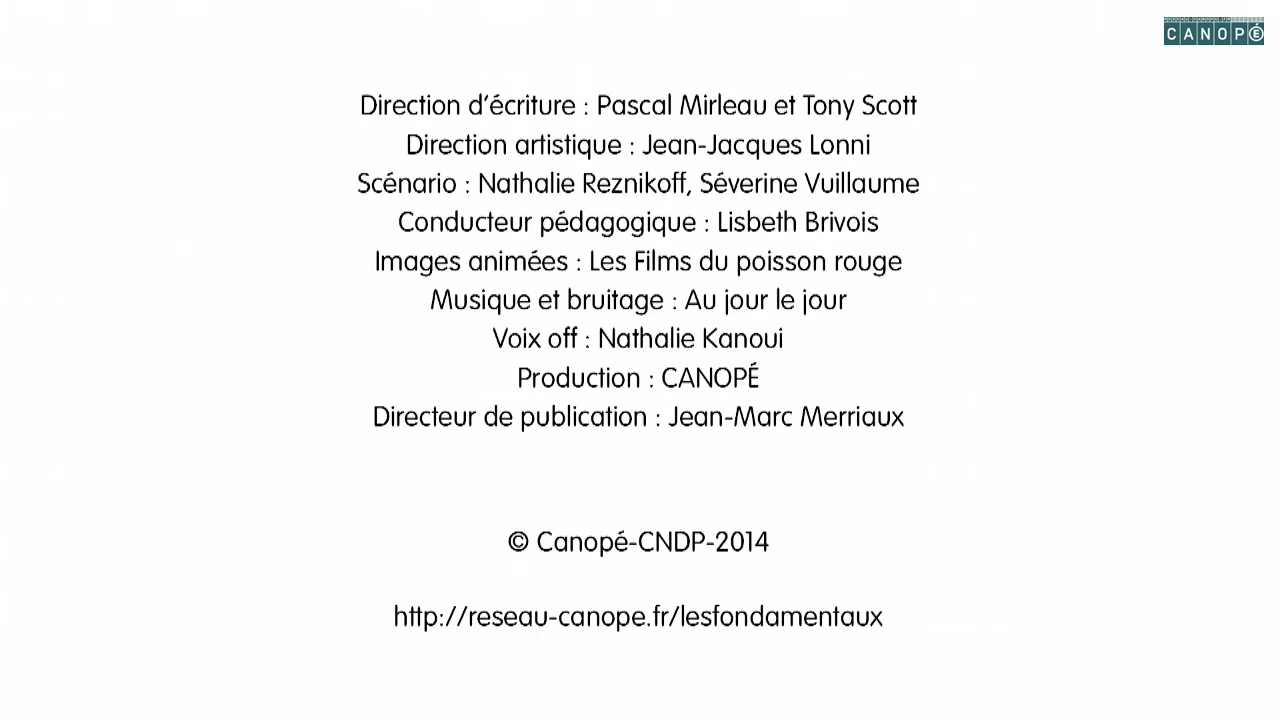 CANOPÉ
Direction d'écriture : Pascal Mirleau et Tony Scott
Direction artistique : Jean-Jacques Lonni
Scénario : Nathalie Reznikoff, Séverine Vuillaume
Conducteur pédagogique : Lisbeth Brivois
Images animées : Les Films du poisson rouge
Musique et bruitage : Au jour le jour
Voix off : Nathalie Kanoui
Production : CANOPÉ
Directeur de publication : Jean-Marc Merriaux
© Canopé-CNDP-2014
http://reseau-canope.fr/lesfondamentaux